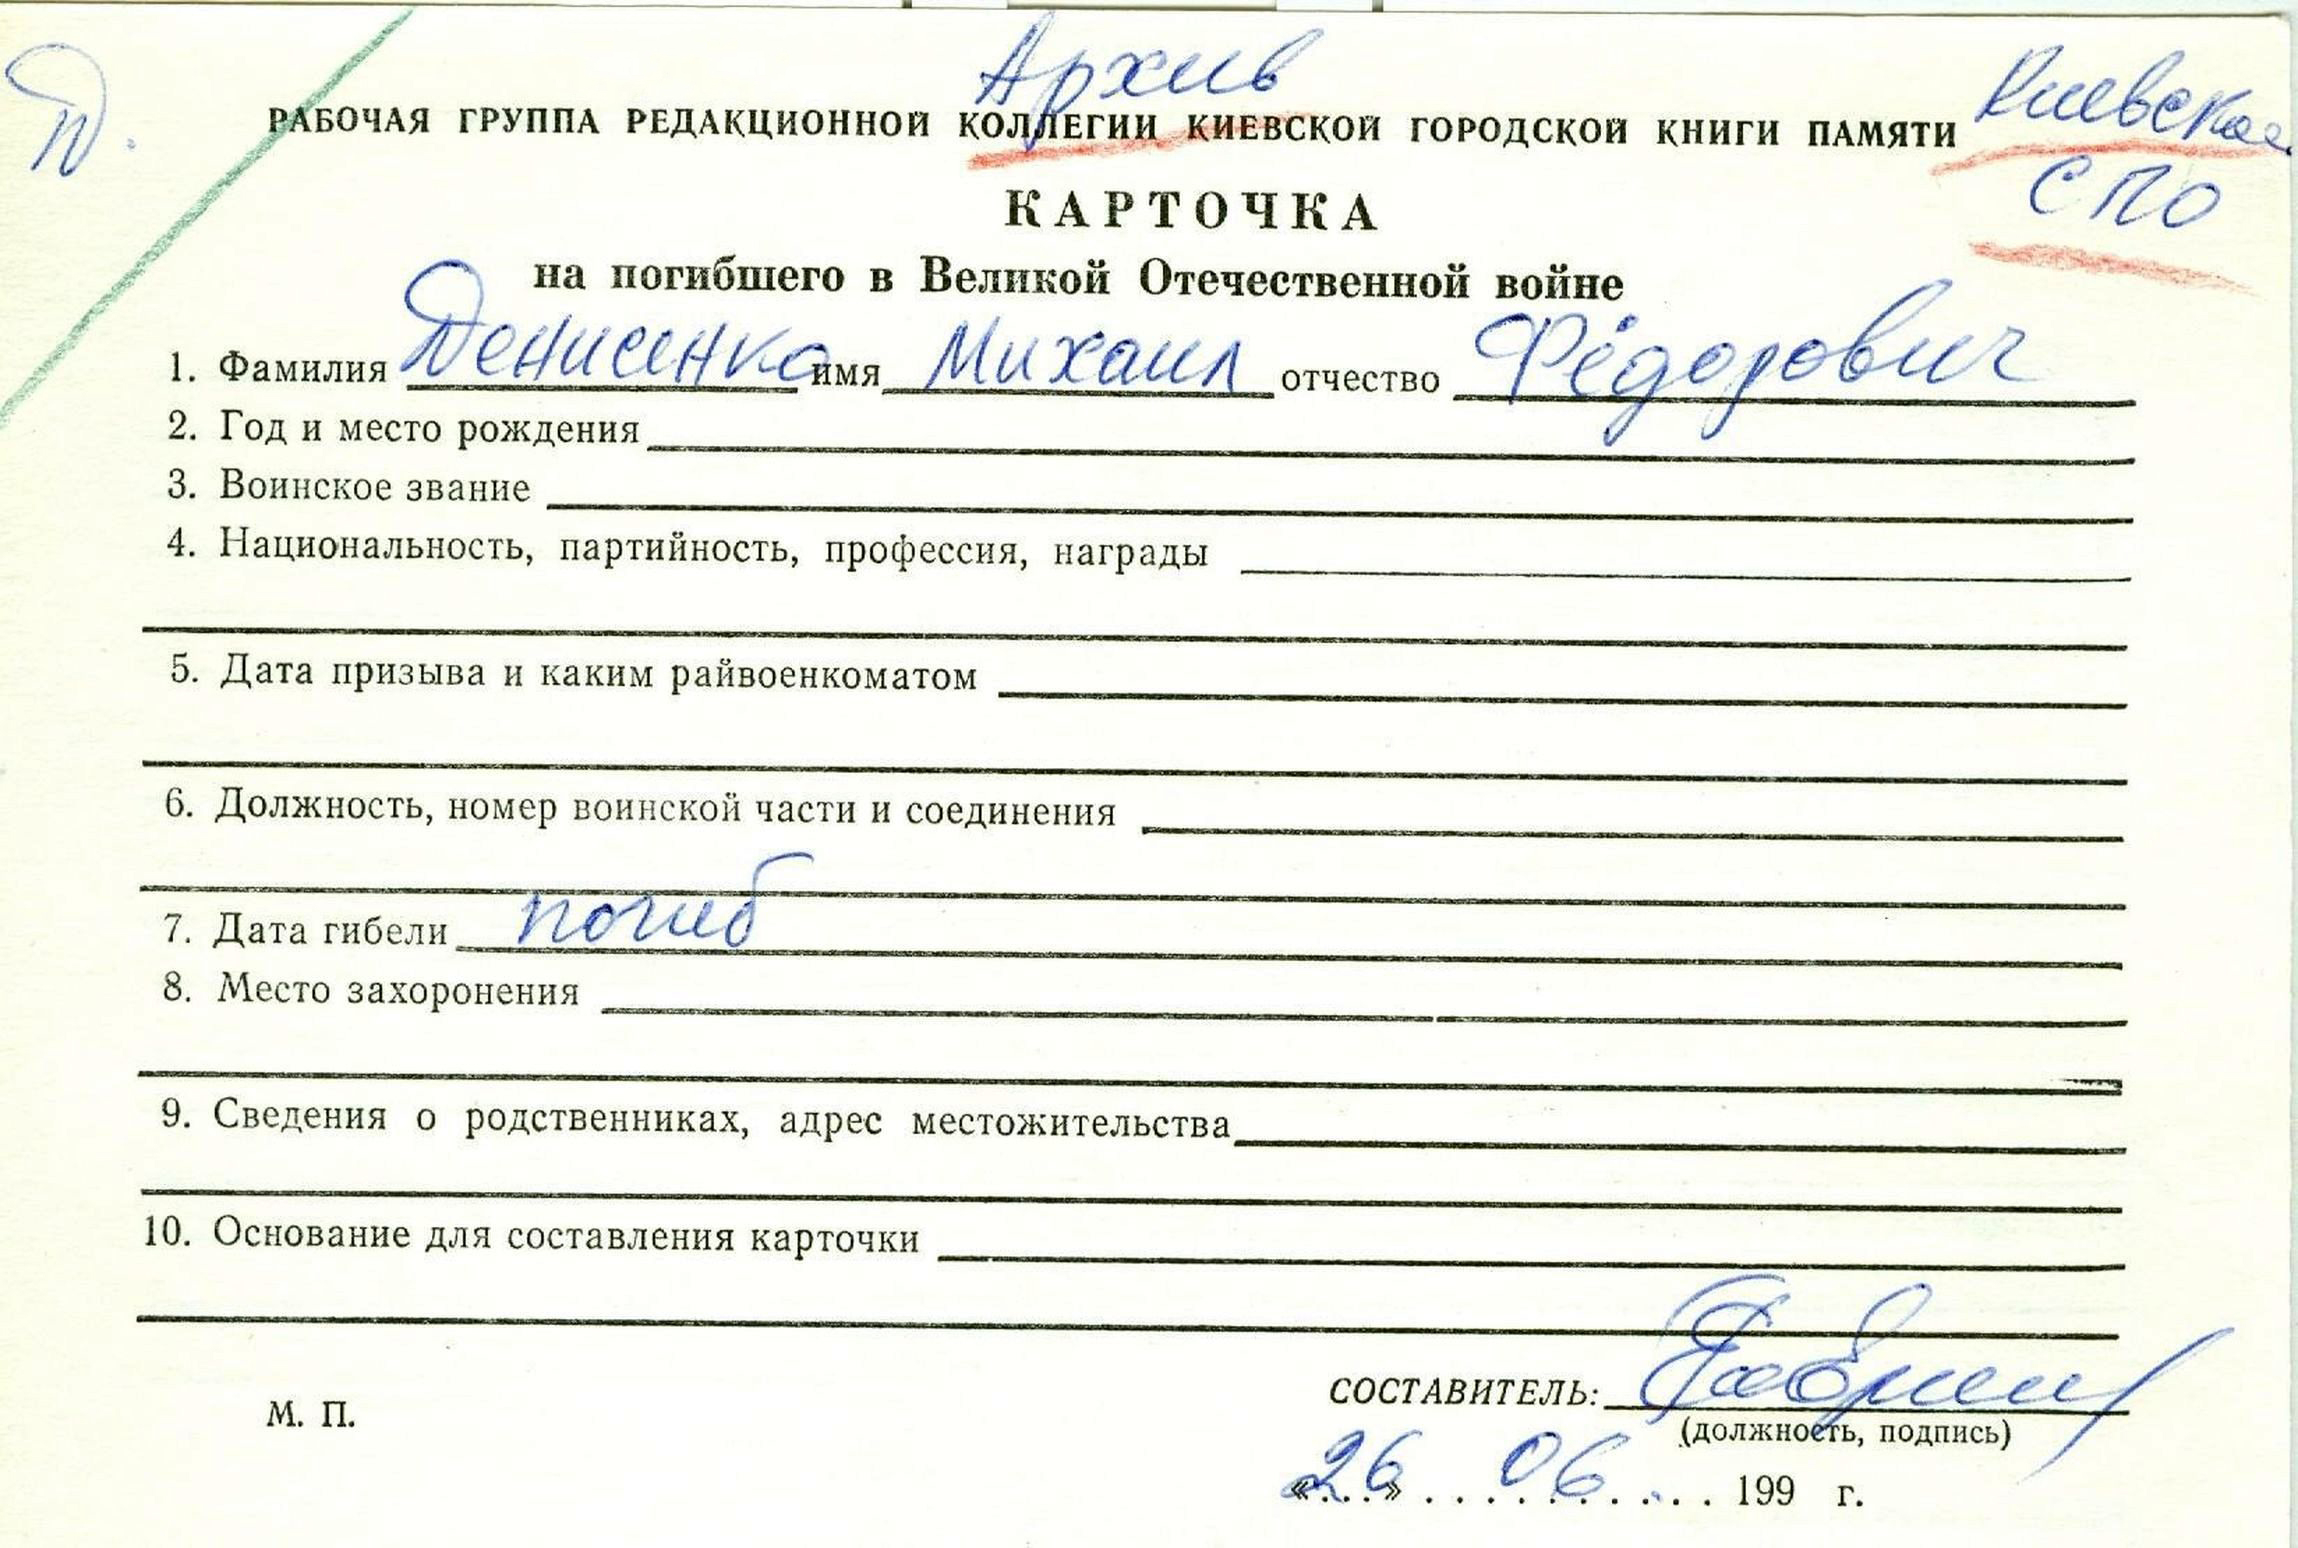 Д.
Архив
Киевское
СПО
РАБОЧАЯ ГРУППА РЕДАКЦИОННОЙ КОЛЛЕГИИ КИЕВСКОЙ ГОРОДСКОЙ КНИГИ ПАМЯТИ
КАРТОЧКА
на погибшего в Великой Отечественной войне
1. Фамилия Денисенко имя Михаил отчество Фёдорович
2. Год и место рождения
3. Воинское звание
4. Национальность, партийность, профессия, награды
5. Дата призыва и каким райвоенкоматом
6. Должность, номер воинской части и соединения
7. Дата гибели погиб
8. Место захоронения
9. Сведения о родственниках, адрес местожительства
10. Основание для составления карточки
М. П.
СОСТАВИТЕЛЬ:
(должность, подпись)
«26» 06. 199 г.